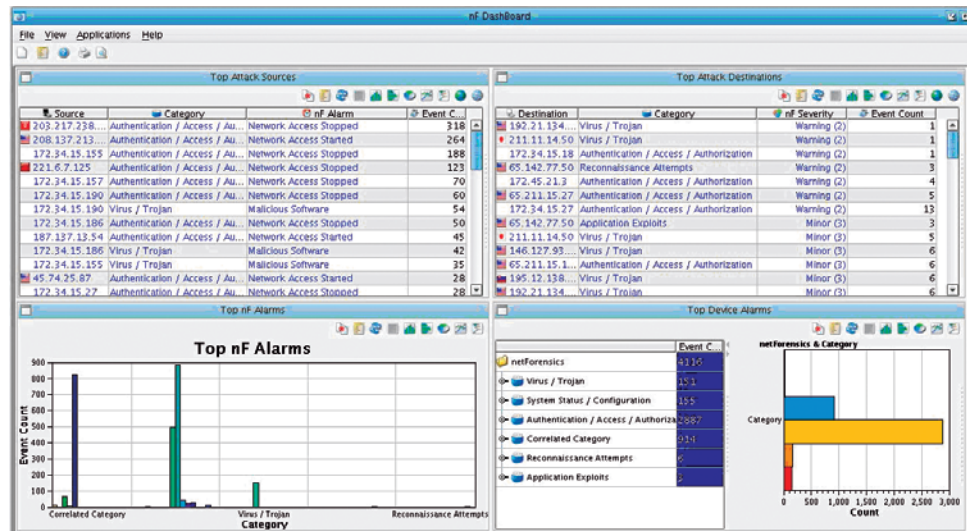 nF DashBoard
File View Applications Help
Top Attack Sources
Source Category nF Alarm Event C...
203.217.238.... Authentication / Access / Au... Network Access Stopped 318
208.137.213.... Authentication / Access / Au... Network Access Started 264
172.34.15.155 Authentication / Access / Au... Network Access Stopped 188
221.6.7.125 Authentication / Access / Au... Network Access Stopped 123
172.34.15.157 Authentication / Access / Au... Network Access Stopped 70
172.34.15.190 Authentication / Access / Au... Network Access Stopped 60
172.34.15.190 Virus / Trojan Malicious Software 54
172.34.15.186 Authentication / Access / Au... Network Access Stopped 50
187.137.13.54 Authentication / Access / Au... Network Access Started 45
172.34.15.186 Virus / Trojan Malicious Software 42
172.34.15.155 Virus / Trojan Malicious Software 35
45.74.25.87 Authentication / Access / Au... Network Access Started 28
172.34.15.27 Authentication / Access / Au... Network Access Stopped 28
Top Attack Destinations
Destination Category nF Severity Event Count
192.21.134.... Virus / Trojan Warning (2) 1
211.11.14.50 Virus / Trojan Warning (2) 1
172.34.15.18 Authentication / Access / Authorization Warning (2) 1
65.142.77.50 Reconnaissance Attempts Warning (2) 3
172.45.21.3 Authentication / Access / Authorization Warning (2) 4
65.211.15.27 Authentication / Access / Authorization Warning (2) 5
172.34.15.27 Authentication / Access / Authorization Warning (2) 13
65.142.77.50 Application Exploits Minor (3) 3
211.11.14.50 Virus / Trojan Minor (3) 5
146.127.93.... Virus / Trojan Minor (3) 6
65.211.15.1... Authentication / Access / Authorization Minor (3) 6
195.12.138.... Virus / Trojan Minor (3) 6
192.21.134.... Virus / Trojan Minor (3) 6
Top nF Alarms
Top nF Alarms
Event Count
900
800
700
600
500
400
300
200
100
0
Correlated Category Virus / Trojan Reconnaissance Attempts
Category
Top Device Alarms
Event C...
netForensics 4116
Virus / Trojan 151
System Status / Configuration 155
Authentication / Access / Authoriza 2887
Correlated Category 914
Reconnaissance Attempts 6
Application Exploits 3
netForensics & Category
Category
0 500 1,000 1,500 2,000 2,500 3,000
Count